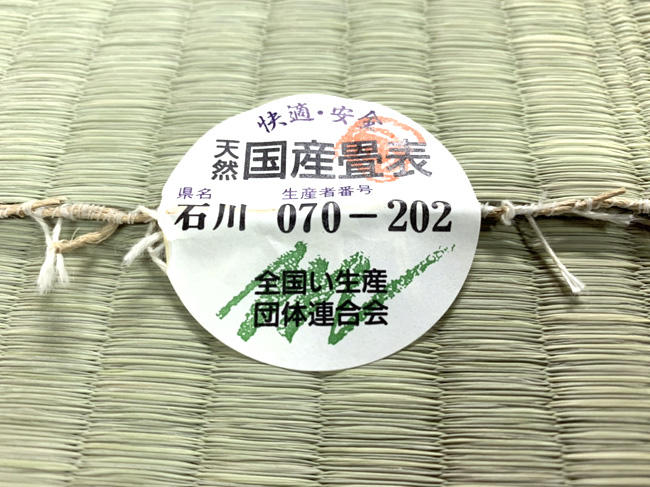 快適・安全
天然 国産畳表
県名 生産者番号
石川 070-202
全国い生産
団体連合会